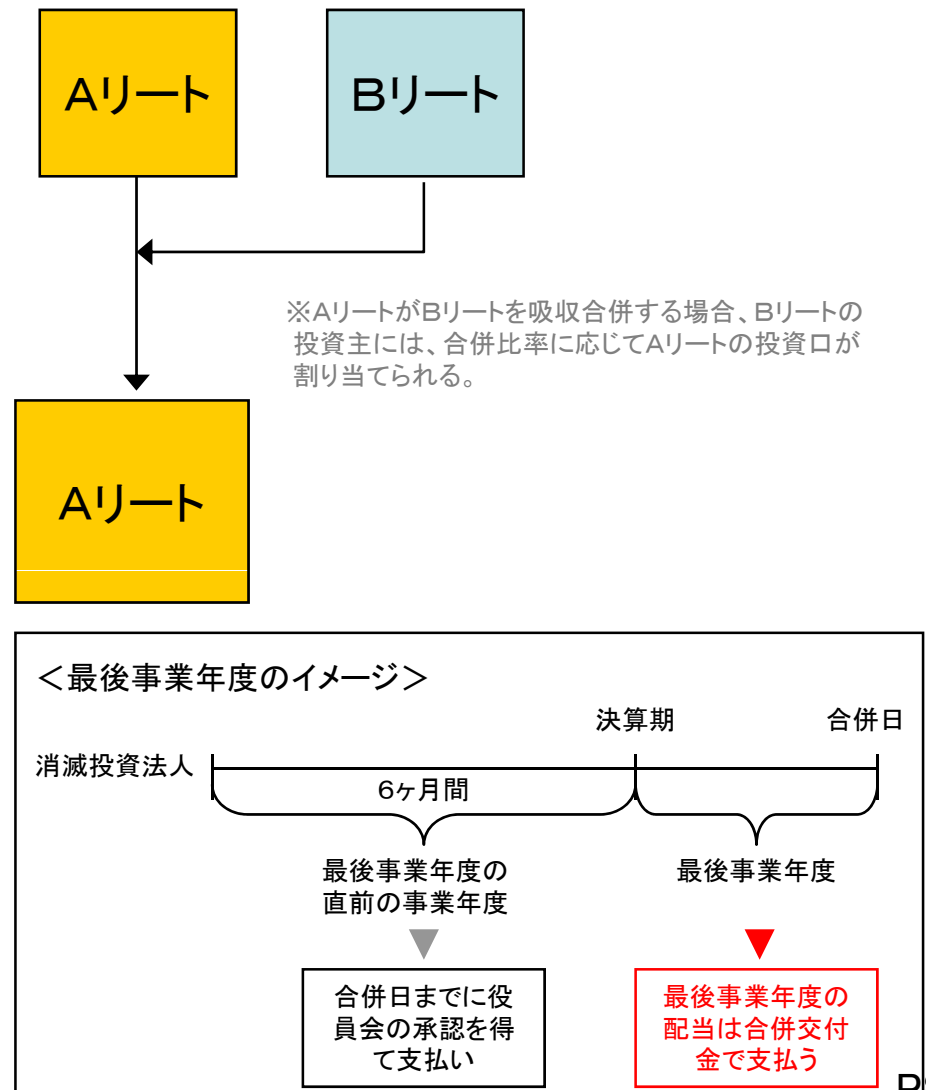 Aリート
Bリート
※AリートがBリートを吸収合併する場合、Bリートの
投資主には、合併比率に応じてAリートの投資口が
割り当てられる。
Aリート
＜最後事業年度のイメージ＞
決算期
合併日
消滅投資法人
6ヶ月間
最後事業年度の
直前の事業年度
最後事業年度
合併日までに役
員会の承認を得
て支払い
最後事業年度の
配当は合併交付
金で支払う